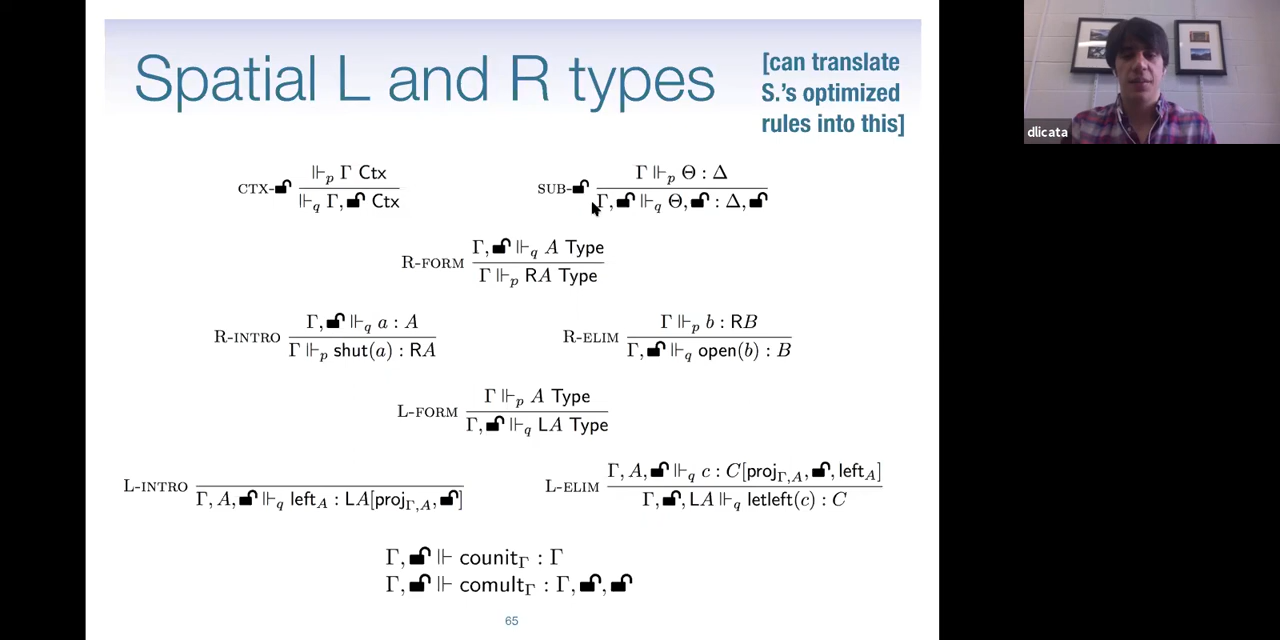 Spatial L and R types
[can translate
S.'s optimized
rules into this]
dlicata
CTX-🔓 ⊩p Γ Ctx
⊩q Γ,🔓 Ctx
SUB-🔓 Γ ⊩p Θ : Δ
Γ,🔓 ⊩q Θ,🔓 : Δ,🔓
R-FORM Γ,🔓 ⊩q A Type
Γ ⊩p RA Type
R-INTRO Γ,🔓 ⊩q a : A
Γ ⊩p shut(a) : RA
R-ELIM Γ ⊩p b : RB
Γ,🔓 ⊩q open(b) : B
L-FORM Γ ⊩p A Type
Γ,🔓 ⊩q LA Type
L-INTRO
Γ, A,🔓 ⊩q leftA : LA[projΓ,A,🔓]
L-ELIM Γ, A,🔓 ⊩q c : C[projΓ,A,🔓,leftA]
Γ,🔓,LA ⊩q letleft(c) : C
Γ,🔓 ⊩ counitΓ : Γ
Γ,🔓 ⊩ comultΓ : Γ,🔓,🔓
65